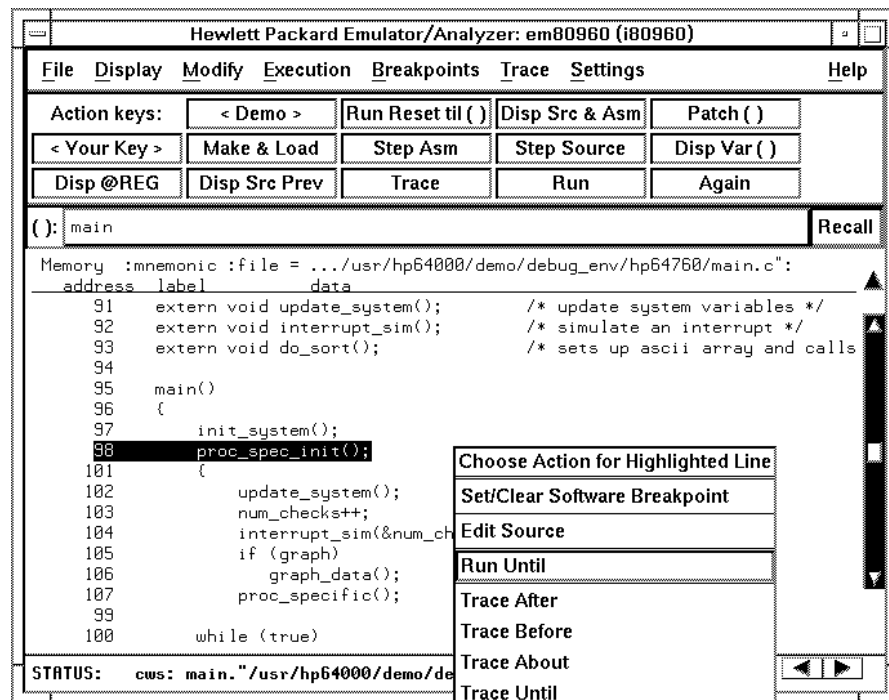 Hewlett Packard Emulator/Analyzer: em80960 (i80960)
File Display Modify Execution Breakpoints Trace Settings Help
Action keys: < Demo > Run Reset til ( ) Disp Src & Asm Patch ( )
< Your Key > Make & Load Step Asm Step Source Disp Var ( )
Disp @REG Disp Src Prev Trace Run Again
( ): main Recall
Memory :mnemonic :file = .../usr/hp64000/demo/debug_env/hp64760/main.c":
address label data
91 extern void update_system(); /* update system variables */
92 extern void interrupt_sim(); /* simulate an interrupt */
93 extern void do_sort(); /* sets up ascii array and calls
94
95 main()
96 {
97 init_system();
98 proc_spec_init();
101 {
102 update_system();
103 num_checks++;
104 interrupt_sim(&num_ch
105 if (graph)
106 graph_data();
107 proc_specific();
99
100 while (true)
Choose Action for Highlighted Line
Set/Clear Software Breakpoint
Edit Source
Run Until
Trace After
Trace Before
Trace About
Trace Until
STATUS: cws: main."/usr/hp64000/demo/de